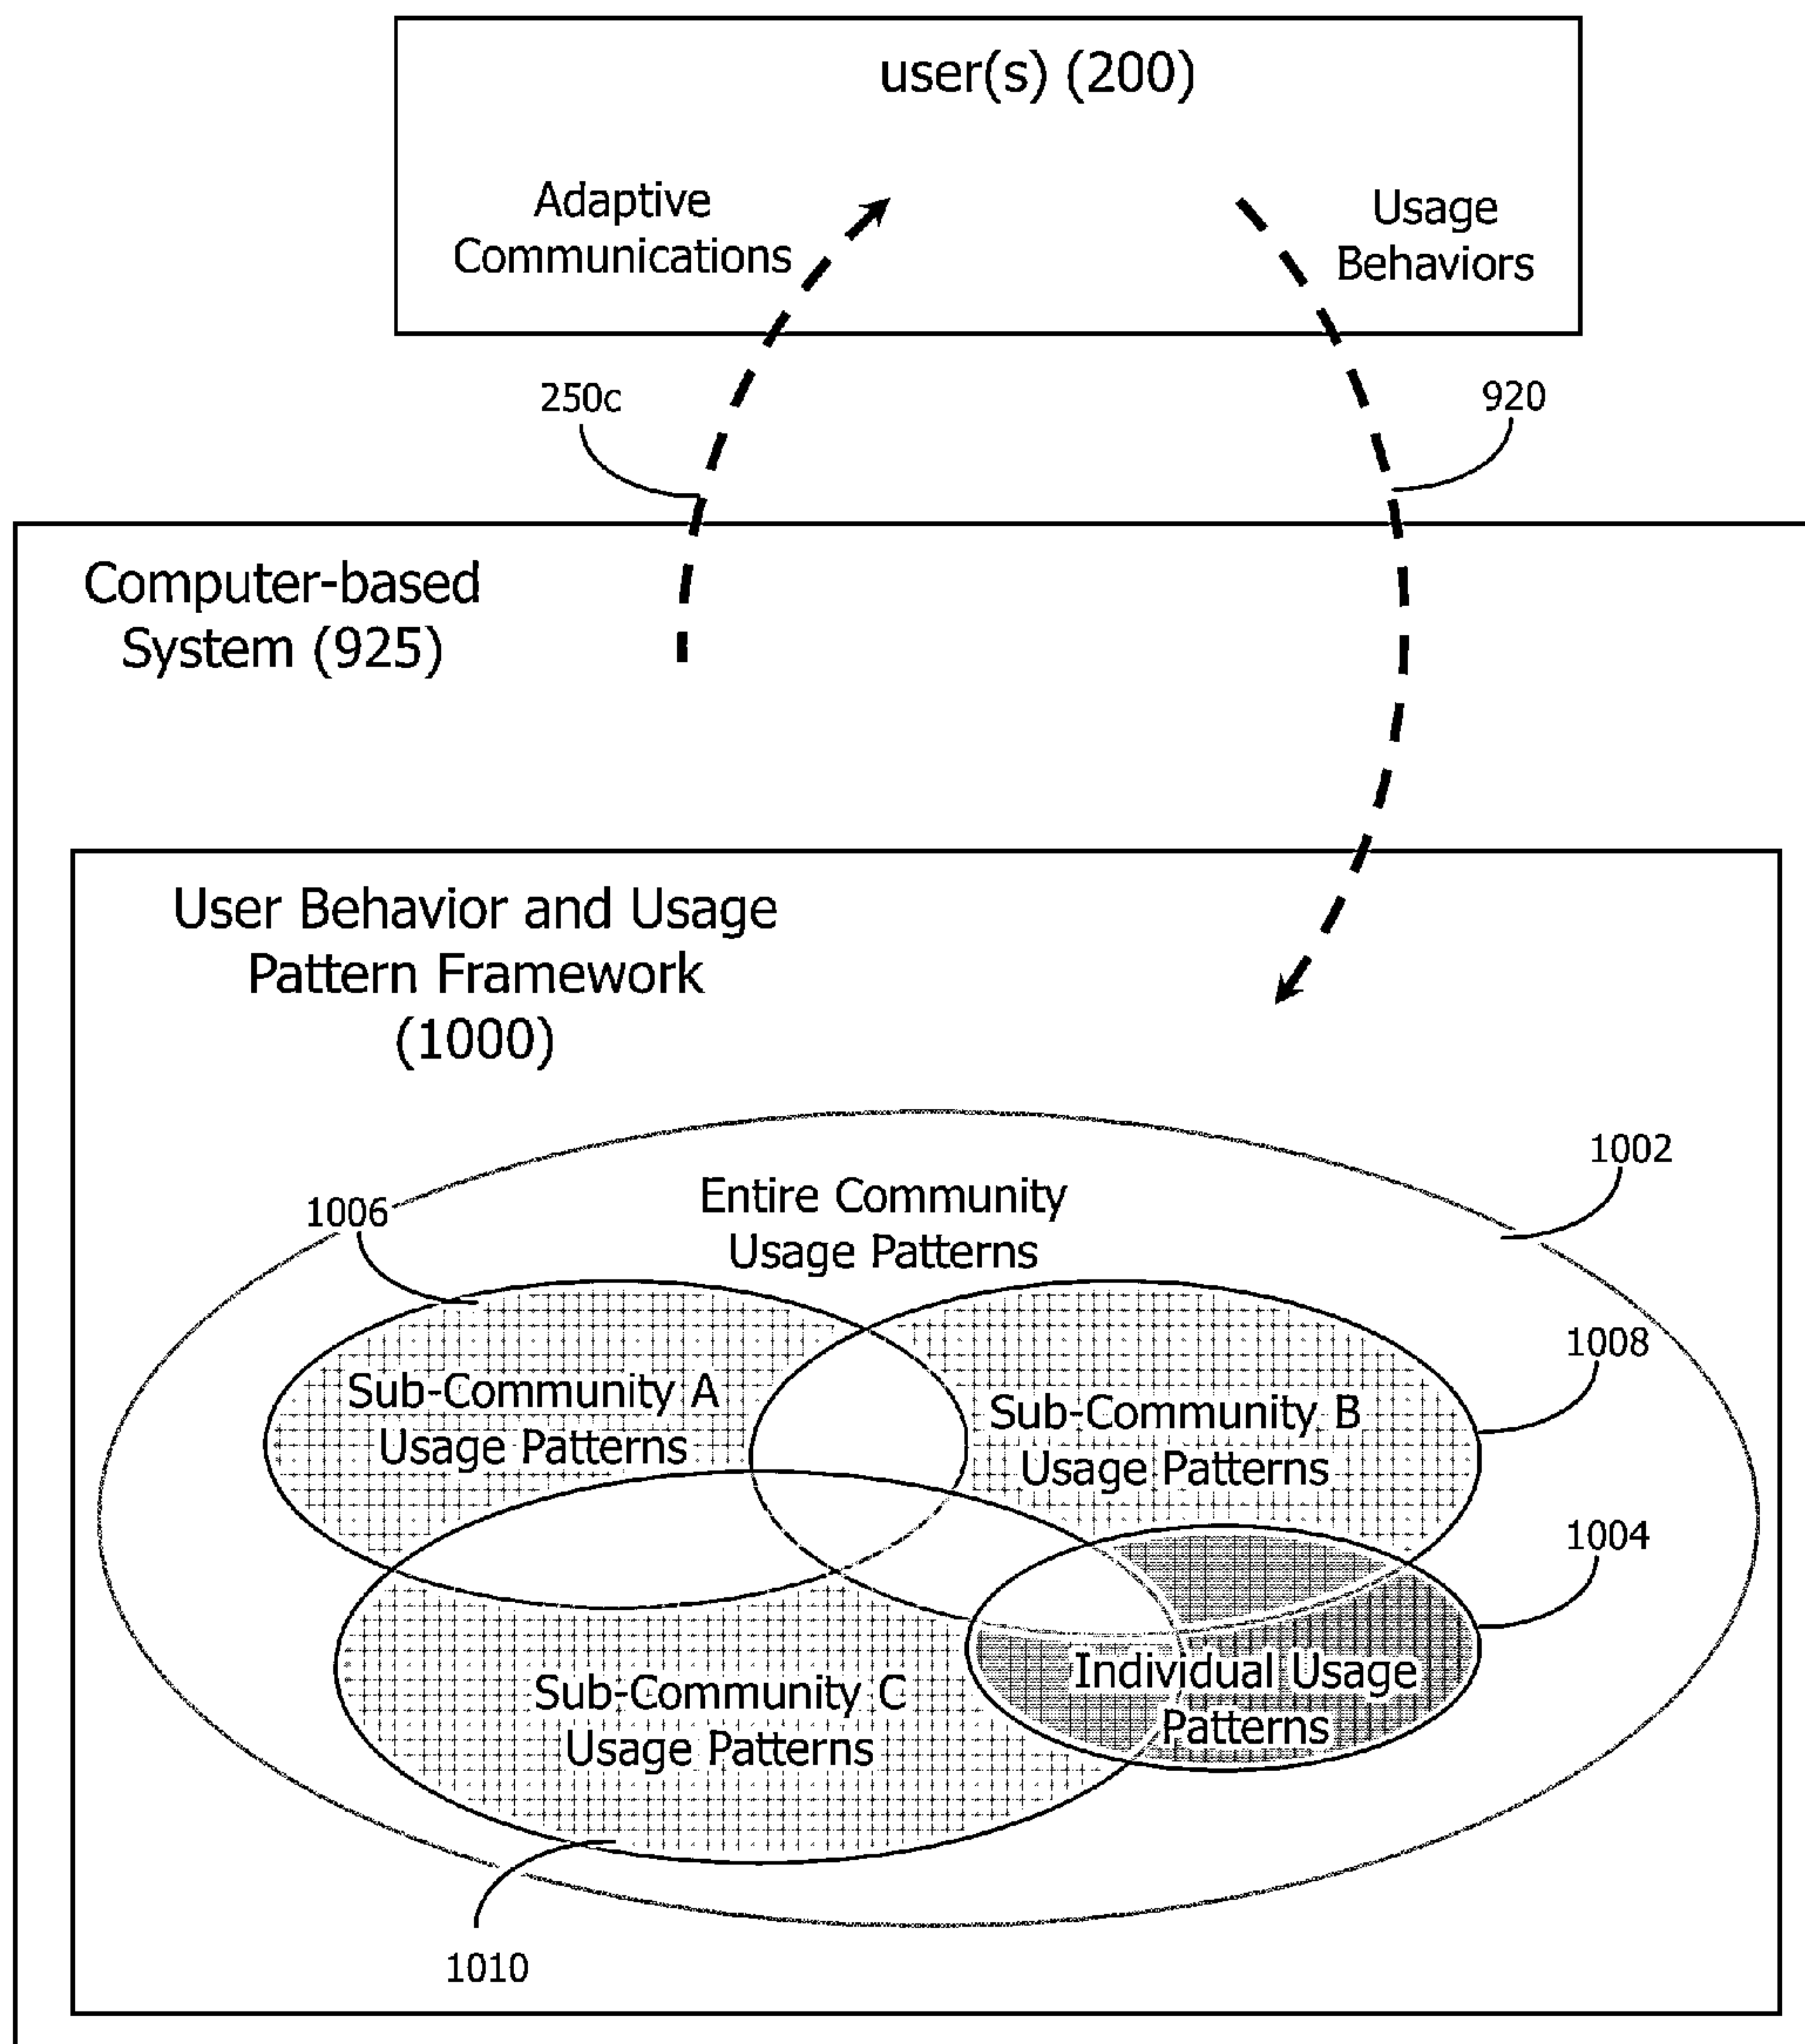 user(s) (200)
Adaptive
Communications
Usage
Behaviors
250c
920
Computer-based
System (925)
User Behavior and Usage
Pattern Framework
(1000)
1002
Entire Community
Usage Patterns
1006
1008
Sub-Community A
Usage Patterns
Sub-Community B
Usage Patterns
1004
Individual Usage
Patterns
Sub-Community C
Usage Patterns
1010